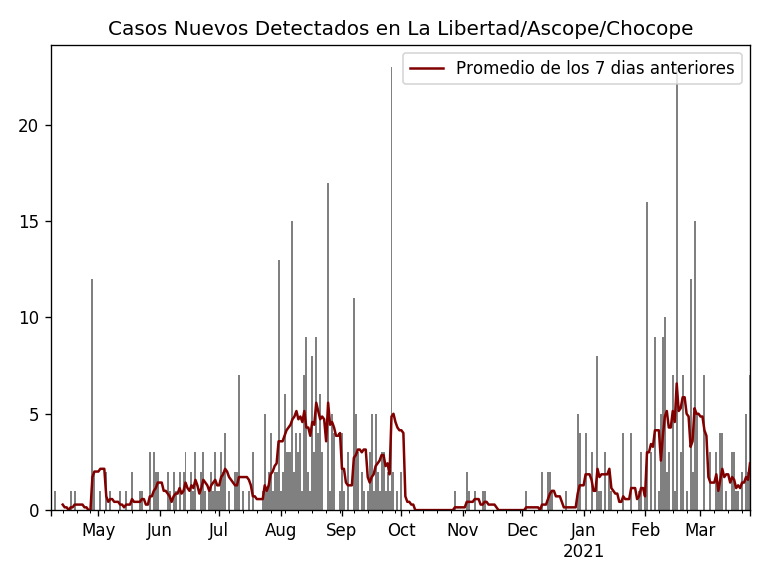 Casos Nuevos Detectados en La Libertad/Ascope/Chocope
Promedio de los 7 dias anteriores
20
15
10
5
0
May Jun Jul Aug Sep Oct Nov Dec Jan Feb Mar
2021